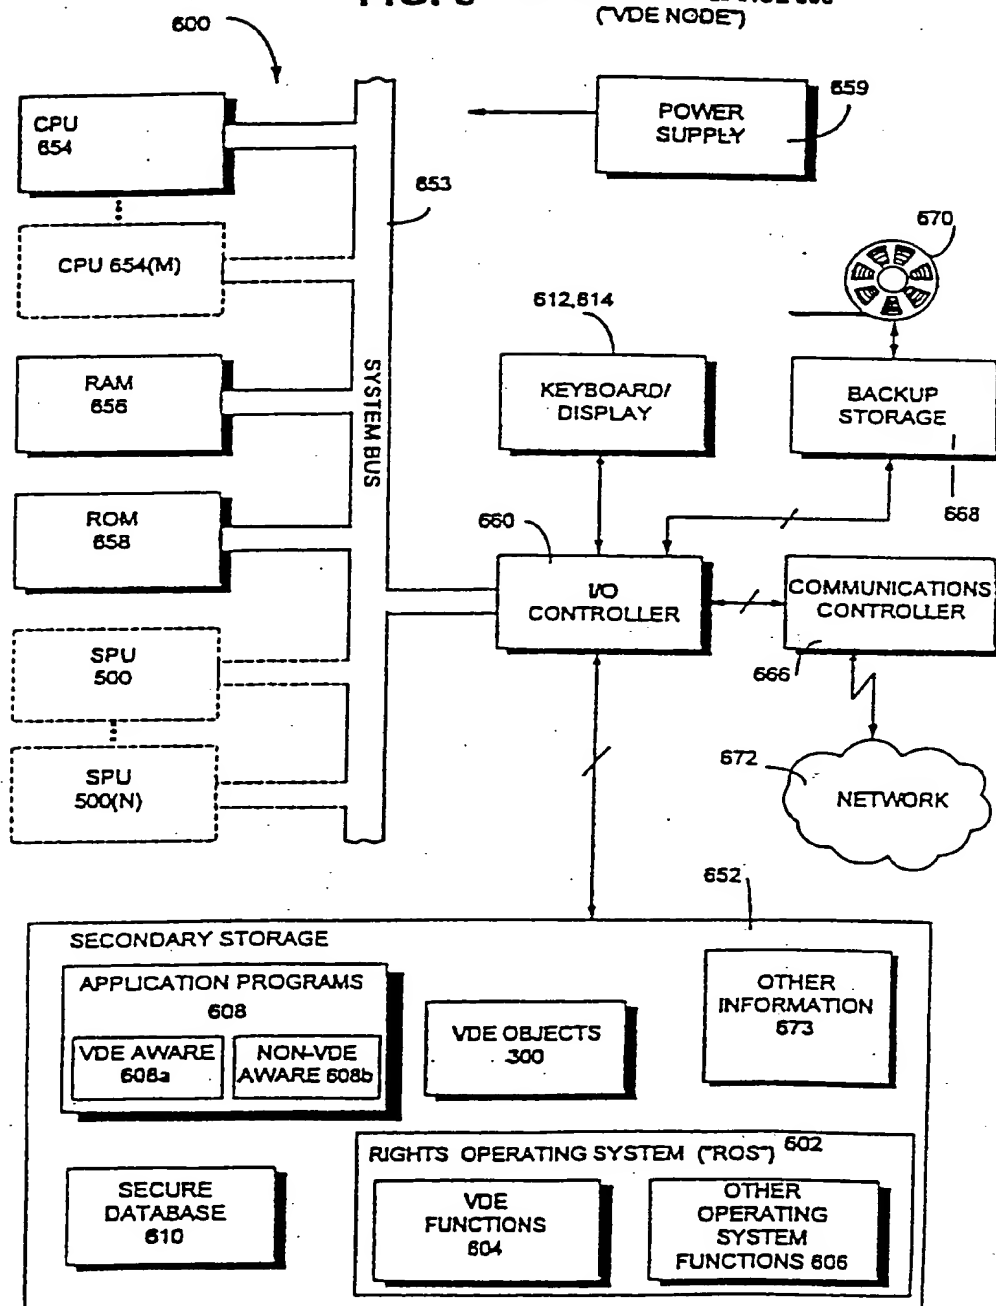 ("VDE NODE")
600
CPU
654
CPU 654(M)
RAM
656
ROM
658
SPU
500
SPU
500(N)
SYSTEM BUS
653
POWER
SUPPLY
659
670
612,614
KEYBOARD/
DISPLAY
BACKUP
STORAGE
668
660
I/O
CONTROLLER
COMMUNICATIONS
CONTROLLER
666
672
NETWORK
652
SECONDARY STORAGE
APPLICATION PROGRAMS
608
VDE AWARE
608a
NON-VDE
AWARE 608b
VDE OBJECTS
300
OTHER
INFORMATION
673
SECURE
DATABASE
610
RIGHTS OPERATING SYSTEM ("ROS") 602
VDE
FUNCTIONS
604
OTHER
OPERATING
SYSTEM
FUNCTIONS 606